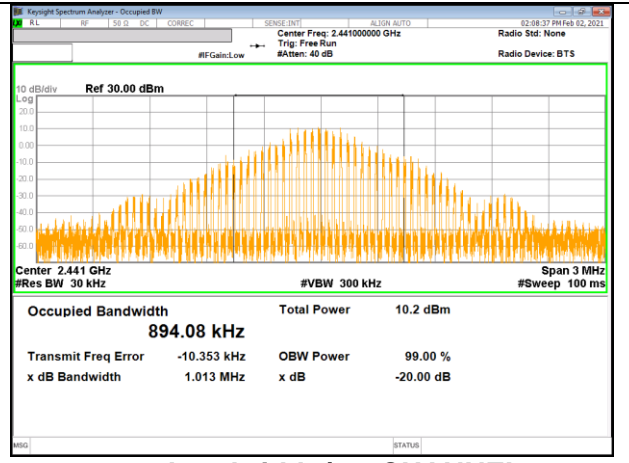 Keysight Spectrum Analyzer - Occupied BW
RL RF 50 Ω DC CORREC SENSE:INT ALIGN AUTO 02:08:37 PM Feb 02, 2021
Center Freq: 2.441000000 GHz Radio Std: None
Trig: Free Run
#IFGain:Low #Atten: 40 dB Radio Device: BTS
10 dB/div Ref 30.00 dBm
Log
20.0
10.0
0.00
-10.0
-20.0
-30.0
-40.0
-50.0
-60.0
Center 2.441 GHz Span 3 MHz
#Res BW 30 kHz #VBW 300 kHz #Sweep 100 ms
Occupied Bandwidth Total Power 10.2 dBm
894.08 kHz
Transmit Freq Error -10.353 kHz OBW Power 99.00 %
x dB Bandwidth 1.013 MHz x dB -20.00 dB
MSG STATUS